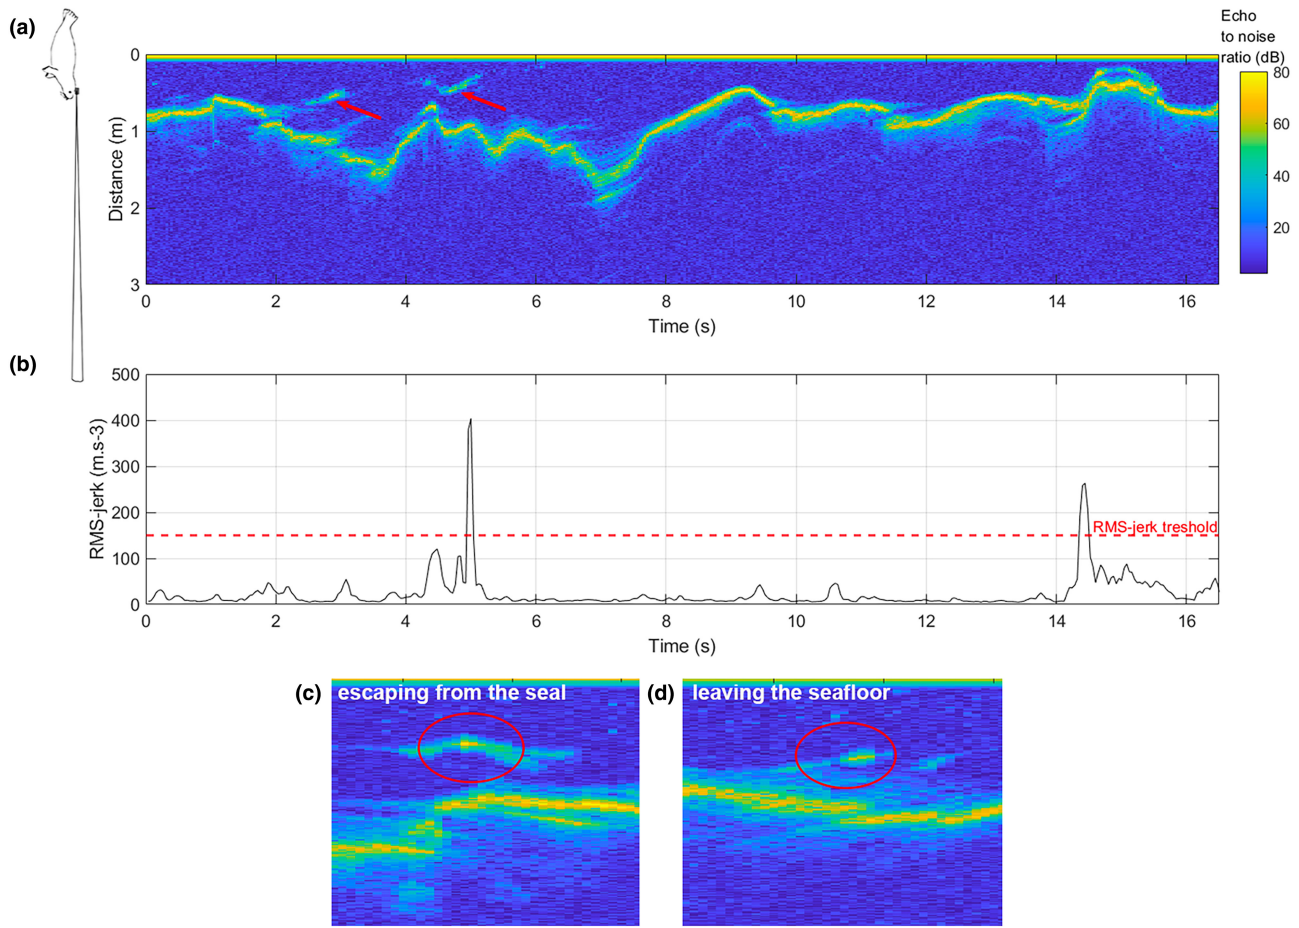 (a)
Echo
to noise
ratio (dB)
0
1
2
3
Distance (m)
80
60
40
20
0 2 4 6 8 10 12 14 16
Time (s)
(b)
500
400
300
200
100
0
RMS-jerk (m.s-3)
RMS-jerk treshold
0 2 4 6 8 10 12 14 16
Time (s)
(c) escaping from the seal
(d) leaving the seafloor